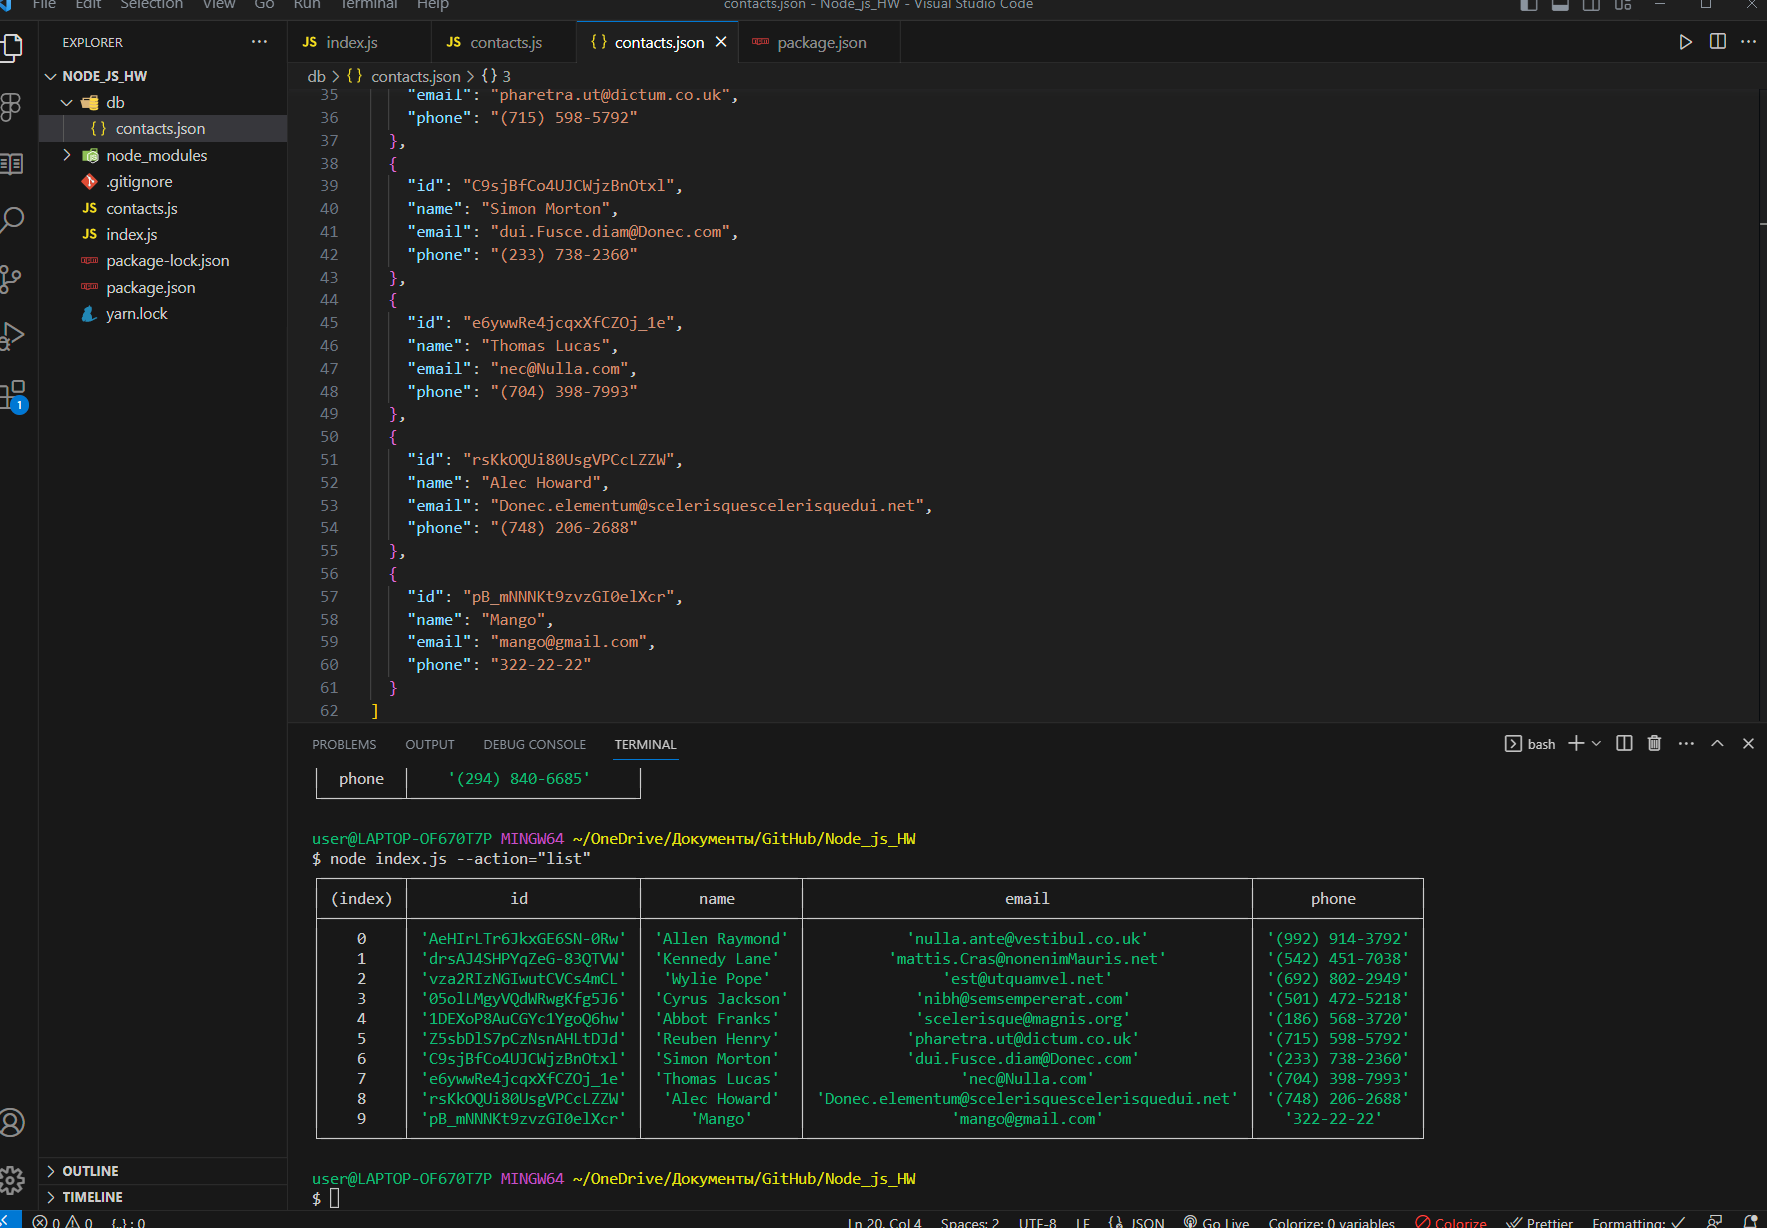 File Edit Selection View Go Run Terminal Help
contacts.json - Node_js_HW - Visual Studio Code
EXPLORER
NODE_JS_HW
db
{} contacts.json
node_modules
.gitignore
JS contacts.js
JS index.js
package-lock.json
package.json
yarn.lock
1
OUTLINE
TIMELINE
JS index.js JS contacts.js {} contacts.json package.json
db > {} contacts.json > {} 3
35 "email": "pharetra.ut@dictum.co.uk",
36 "phone": "(715) 598-5792"
37 },
38 {
39 "id": "C9sjBfCo4UJCWjzBnOtxl",
40 "name": "Simon Morton",
41 "email": "dui.Fusce.diam@Donec.com",
42 "phone": "(233) 738-2360"
43 },
44 {
45 "id": "e6ywwRe4jcqxXfCZOj_1e",
46 "name": "Thomas Lucas",
47 "email": "nec@Nulla.com",
48 "phone": "(704) 398-7993"
49 },
50 {
51 "id": "rsKkOQUi80UsgVPCcLZZW",
52 "name": "Alec Howard",
53 "email": "Donec.elementum@scelerisquescelerisquedui.net",
54 "phone": "(748) 206-2688"
55 },
56 {
57 "id": "pB_mNNNKt9zvzGI0elXcr",
58 "name": "Mango",
59 "email": "mango@gmail.com",
60 "phone": "322-22-22"
61 }
62 ]
PROBLEMS OUTPUT DEBUG CONSOLE TERMINAL
bash
phone '(294) 840-6685'
user@LAPTOP-OF670T7P MINGW64 ~/OneDrive/Документы/GitHub/Node_js_HW
$ node index.js --action="list"
(index) id name email phone
0 'AeHIrLTr6JkxGE6SN-0Rw' 'Allen Raymond' 'nulla.ante@vestibul.co.uk' '(992) 914-3792'
1 'drsAJ4SHPYqZeG-83QTVW' 'Kennedy Lane' 'mattis.Cras@nonenimMauris.net' '(542) 451-7038'
2 'vza2RIzNGIwutCVCs4mCL' 'Wylie Pope' 'est@utquamvel.net' '(692) 802-2949'
3 '05olLMgyVQdWRwgKfg5J6' 'Cyrus Jackson' 'nibh@semsempererat.com' '(501) 472-5218'
4 '1DEXoP8AuCGYc1YgoQ6hw' 'Abbot Franks' 'scelerisque@magnis.org' '(186) 568-3720'
5 'Z5sbDlS7pCzNsnAHLtDJd' 'Reuben Henry' 'pharetra.ut@dictum.co.uk' '(715) 598-5792'
6 'C9sjBfCo4UJCWjzBnOtxl' 'Simon Morton' 'dui.Fusce.diam@Donec.com' '(233) 738-2360'
7 'e6ywwRe4jcqxXfCZOj_1e' 'Thomas Lucas' 'nec@Nulla.com' '(704) 398-7993'
8 'rsKkOQUi80UsgVPCcLZZW' 'Alec Howard' 'Donec.elementum@scelerisquescelerisquedui.net' '(748) 206-2688'
9 'pB_mNNNKt9zvzGI0elXcr' 'Mango' 'mango@gmail.com' '322-22-22'
user@LAPTOP-OF670T7P MINGW64 ~/OneDrive/Документы/GitHub/Node_js_HW
$
0 0 {..} : 0 Ln 20, Col 4 Spaces: 2 UTF-8 LF {} JSON Go Live Colorize: 0 variables Colorize Prettier Formatting: